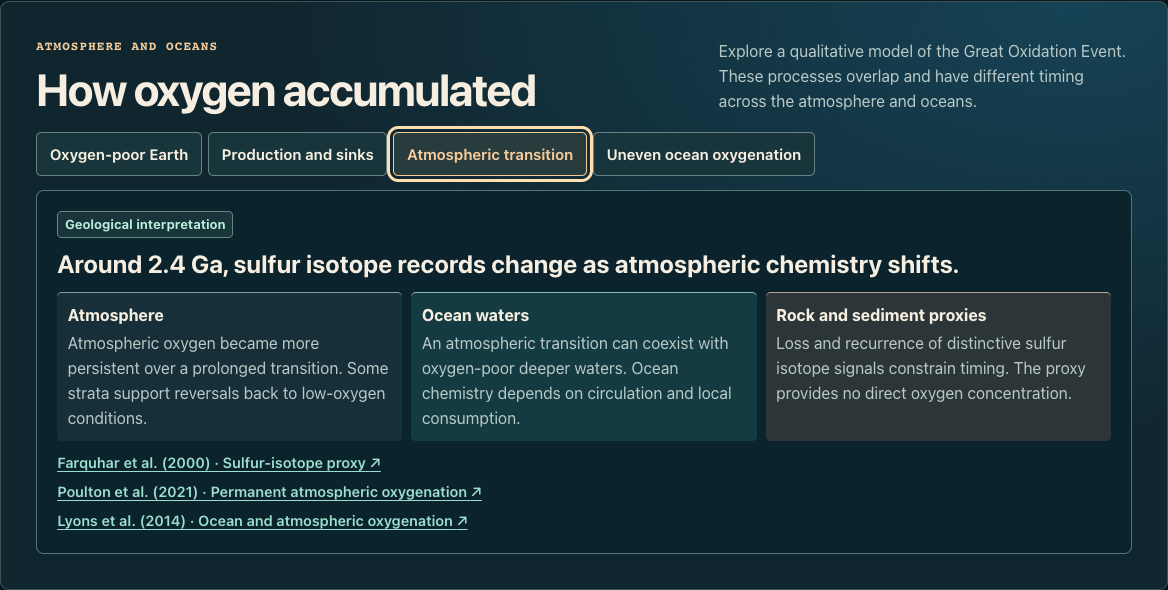 ATMOSPHERE AND OCEANS
How oxygen accumulated
Explore a qualitative model of the Great Oxidation Event.
These processes overlap and have different timing
across the atmosphere and oceans.
Oxygen-poor Earth
Production and sinks
Atmospheric transition
Uneven ocean oxygenation
Geological interpretation
Around 2.4 Ga, sulfur isotope records change as atmospheric chemistry shifts.
Atmosphere
Atmospheric oxygen became more
persistent over a prolonged transition. Some
strata support reversals back to low-oxygen
conditions.
Ocean waters
An atmospheric transition can coexist with
oxygen-poor deeper waters. Ocean
chemistry depends on circulation and local
consumption.
Rock and sediment proxies
Loss and recurrence of distinctive sulfur
isotope signals constrain timing. The proxy
provides no direct oxygen concentration.
Farquhar et al. (2000) · Sulfur-isotope proxy ↗
Poulton et al. (2021) · Permanent atmospheric oxygenation ↗
Lyons et al. (2014) · Ocean and atmospheric oxygenation ↗